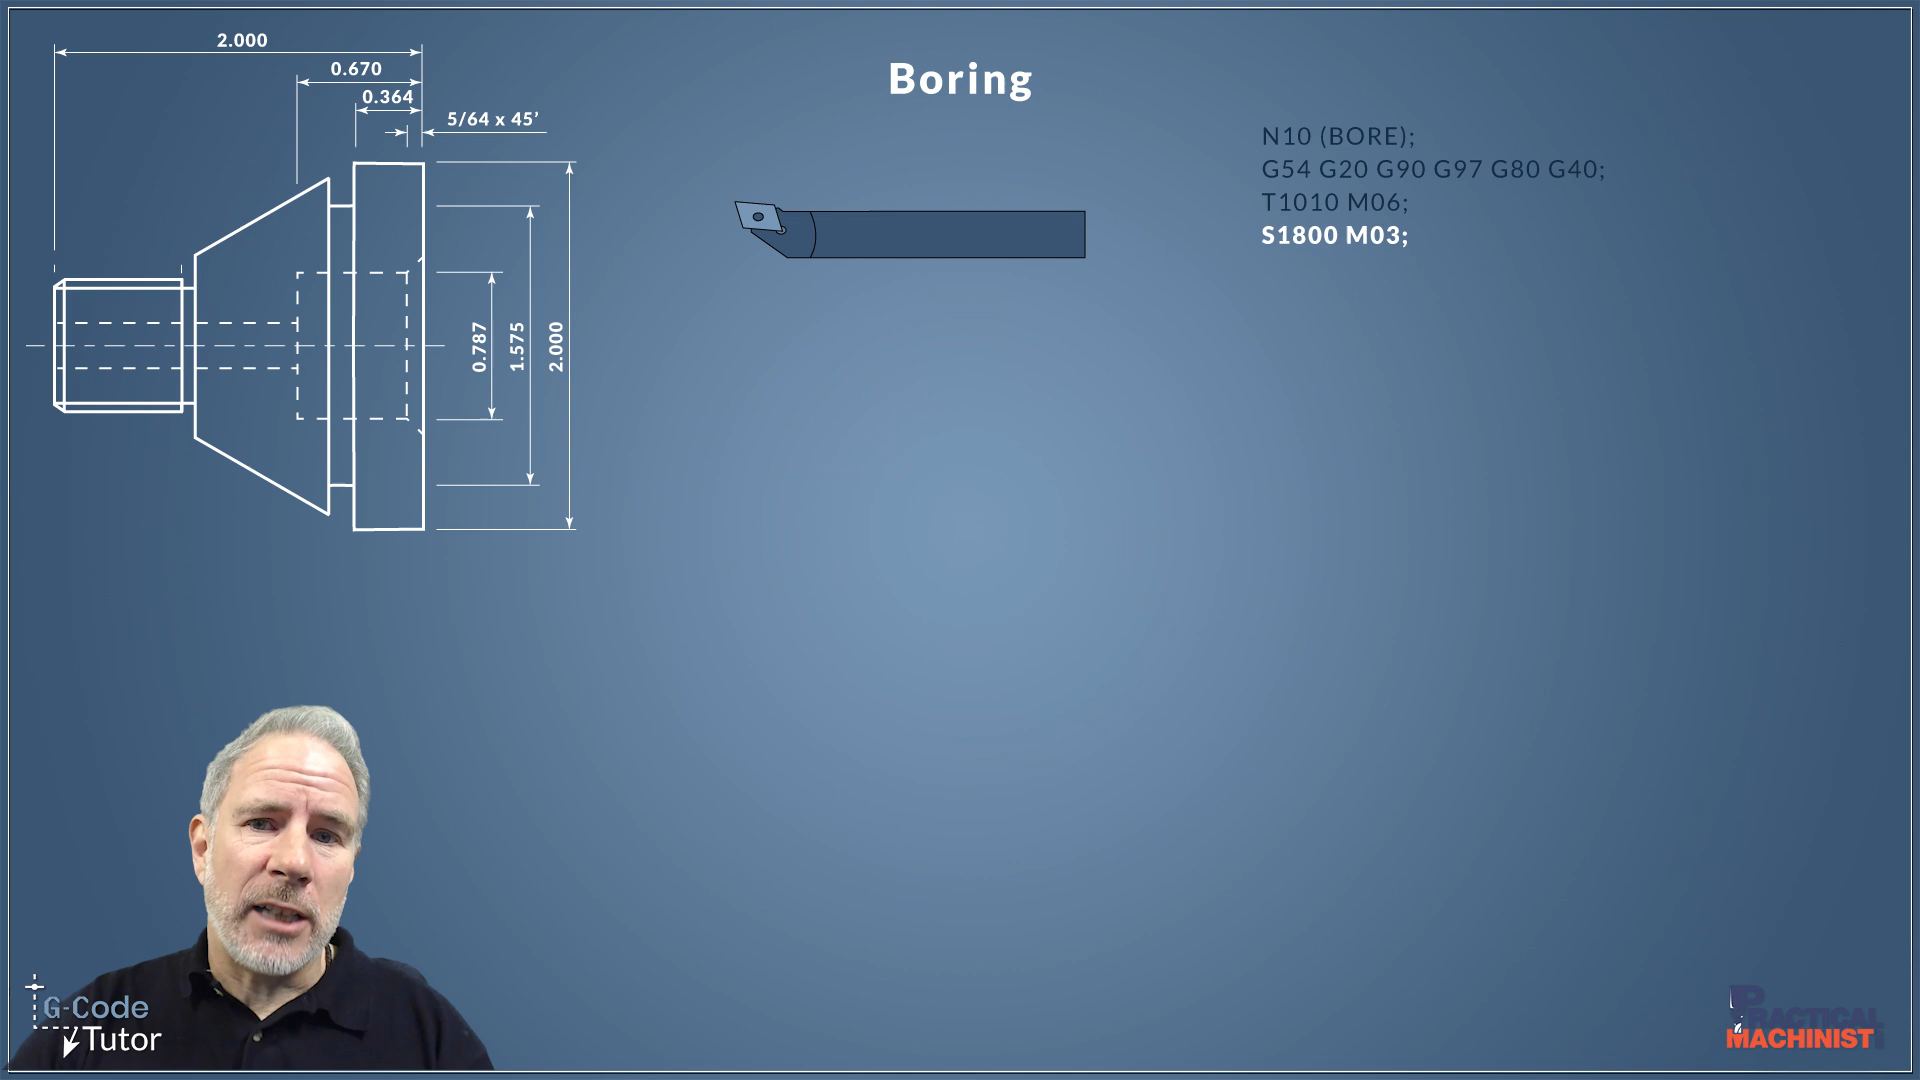 2.000
0.670
0.364
5/64 x 45’
0.787
1.575
2.000
Boring
N10 (BORE);
G54 G20 G90 G97 G80 G40;
T1010 M06;
S1800 M03;
G-Code
Tutor
PRACTICAL
MACHINIST